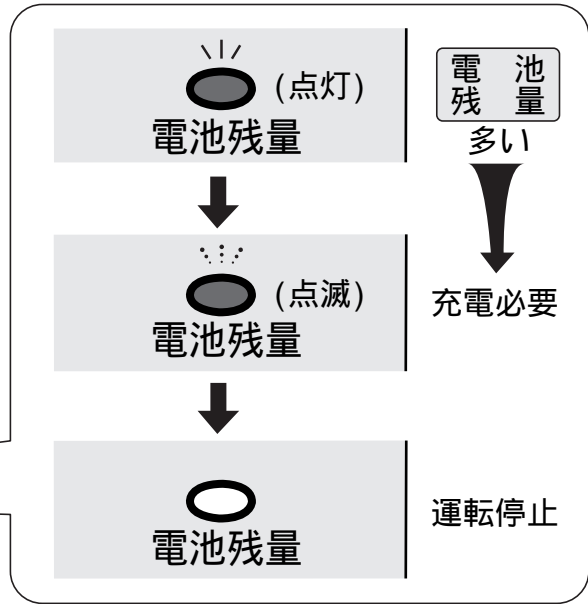 (点灯)
電池残量
電池
残量
多い
(点滅)
電池残量
充電必要
電池残量
運転停止